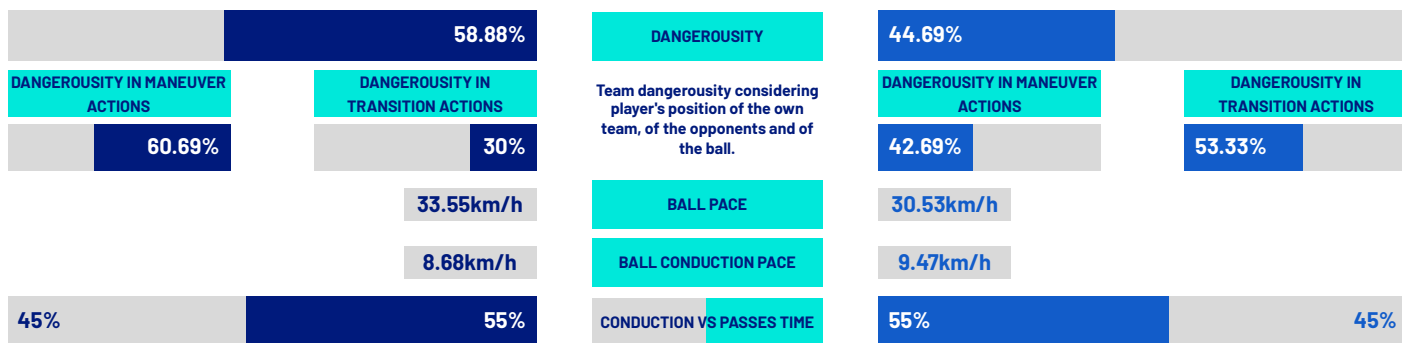 58.88%
DANGEROUSITY
44.69%
DANGEROUSITY IN MANEUVER
ACTIONS
DANGEROUSITY IN
TRANSITION ACTIONS
Team dangerousity considering
player's position of the own
team, of the opponents and of
the ball.
DANGEROUSITY IN MANEUVER
ACTIONS
DANGEROUSITY IN
TRANSITION ACTIONS
60.69%
30%
42.69%
53.33%
33.55km/h
BALL PACE
30.53km/h
8.68km/h
BALL CONDUCTION PACE
9.47km/h
45%
55%
CONDUCTION VS PASSES TIME
55%
45%